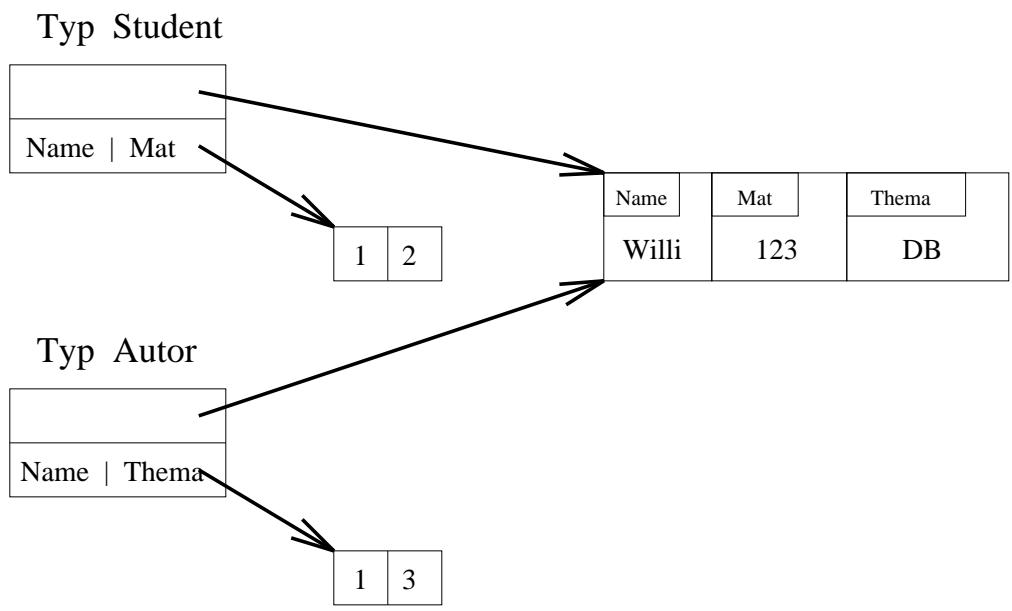 Typ Student
Name | Mat
1 2
Name Mat Thema
Willi 123 DB
Typ Autor
Name | Thema
1 3